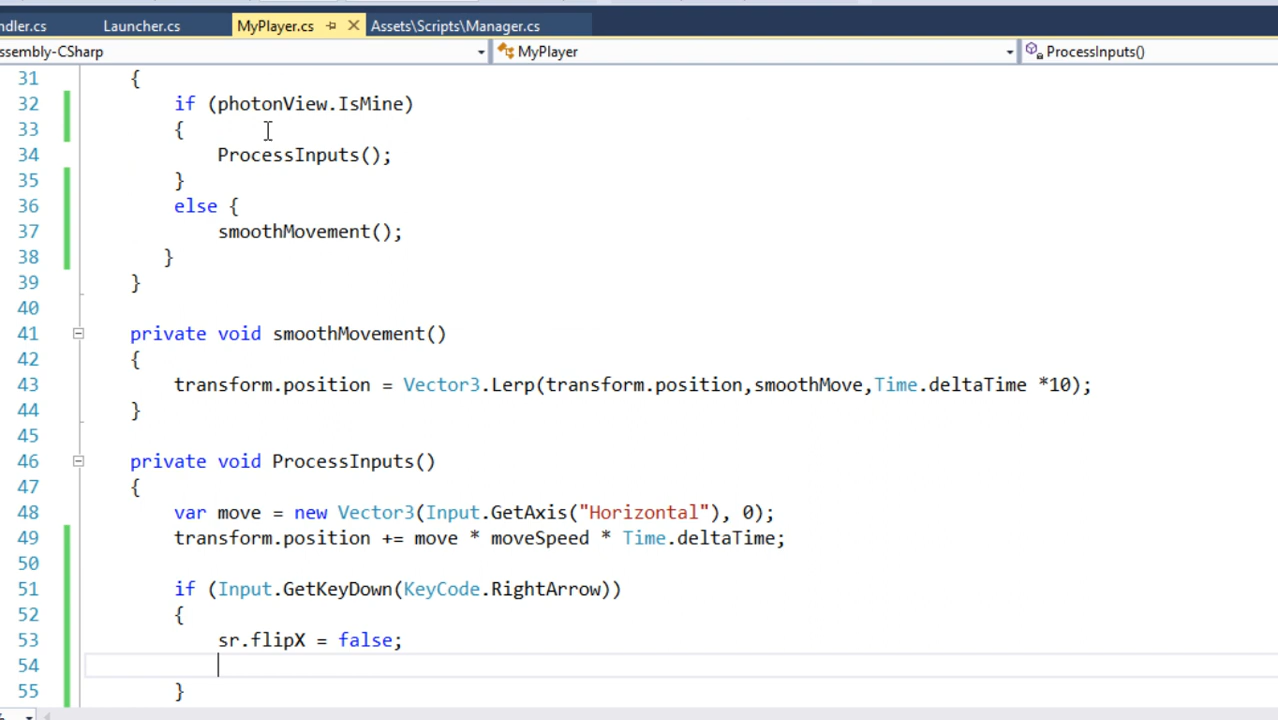 ndler.cs Launcher.cs MyPlayer.cs Assets\Scripts\Manager.cs
ssembly-CSharp MyPlayer ProcessInputs()
31 {
32 if (photonView.IsMine)
33 {
34 ProcessInputs();
35 }
36 else {
37 smoothMovement();
38 }
39 }
40
41 private void smoothMovement()
42 {
43 transform.position = Vector3.Lerp(transform.position,smoothMove,Time.deltaTime *10);
44 }
45
46 private void ProcessInputs()
47 {
48 var move = new Vector3(Input.GetAxis("Horizontal"), 0);
49 transform.position += move * moveSpeed * Time.deltaTime;
50
51 if (Input.GetKeyDown(KeyCode.RightArrow))
52 {
53 sr.flipX = false;
54
55 }